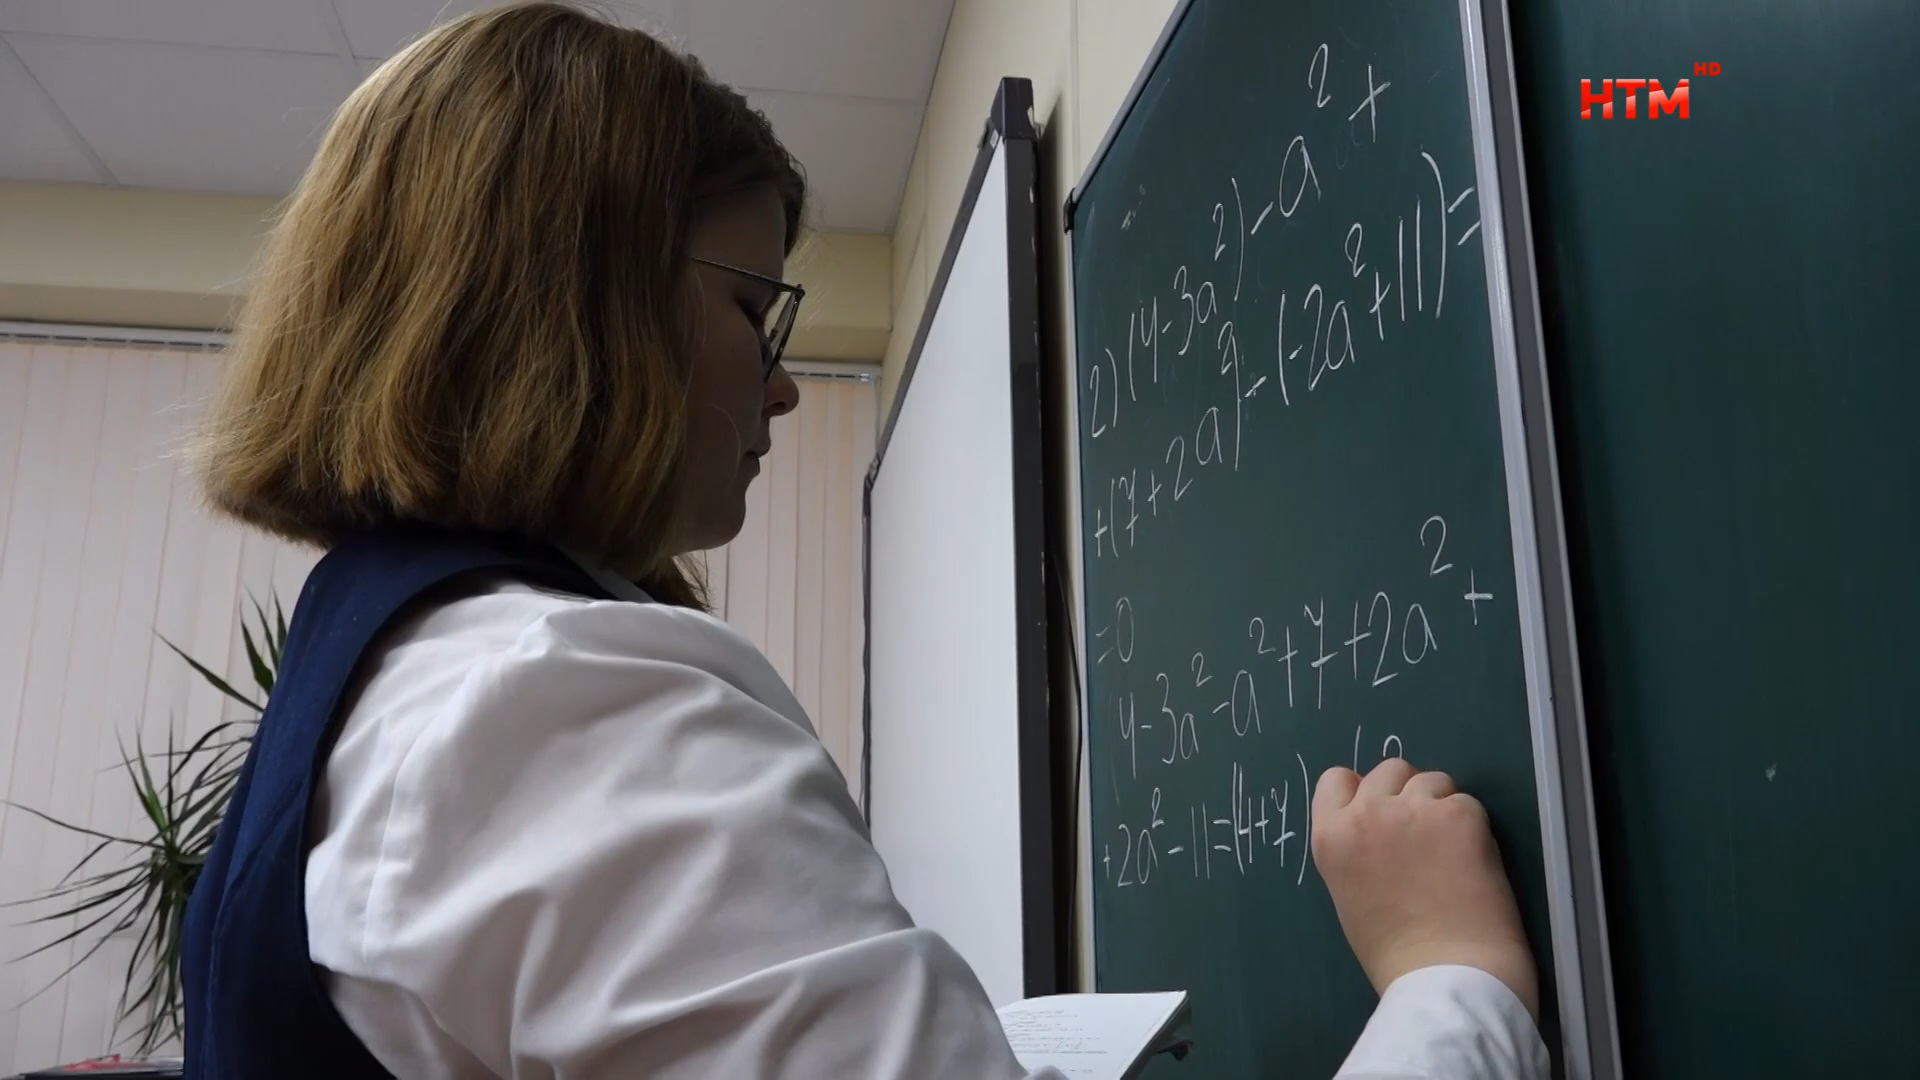 HTM HD
2) (4-3a²)-a²+
+(7+2a²)-(-2a²+11)=
=0
4-3a²-a²+7+2a²+
+2a²-11=(4+7)